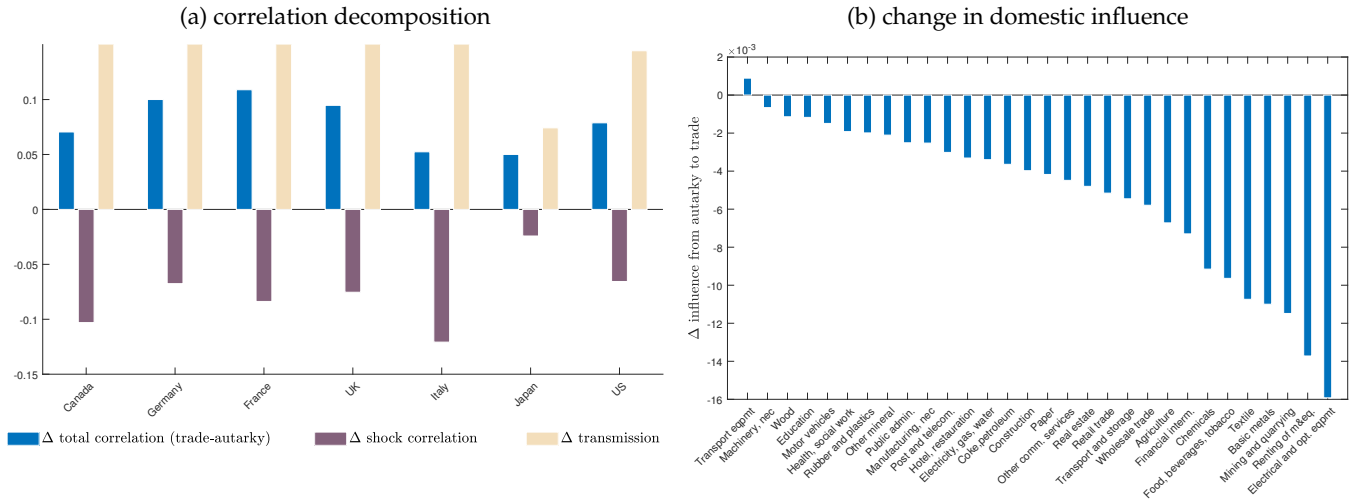 (a) correlation decomposition
0.1
0.05
0
-0.05
-0.1
-0.15
Canada
Germany
France
UK
Italy
Japan
US
Δ total correlation (trade-autarky)
Δ shock correlation
Δ transmission
(b) change in domestic influence
×10⁻³
2
0
-2
-4
-6
-8
-10
-12
-14
-16
Δ influence from autarky to trade
Transport eqpmt
Machinery, nec
Wood
Education
Motor vehicles
Health, social work
Rubber and plastics
Other mineral
Public admin.
Manufacturing, nec
Post and telecom.
Hotel, restauration
Electricity, gas, water
Coke,petroleum
Construction
Paper
Other comm. services
Real estate
Retail trade
Transport and storage
Wholesale trade
Agriculture
Financial interm.
Chemicals
Food, beverages, tobacco
Textile
Basic metals
Mining and quarrying
Renting of m&eq.
Electrical and opt. eqpmt